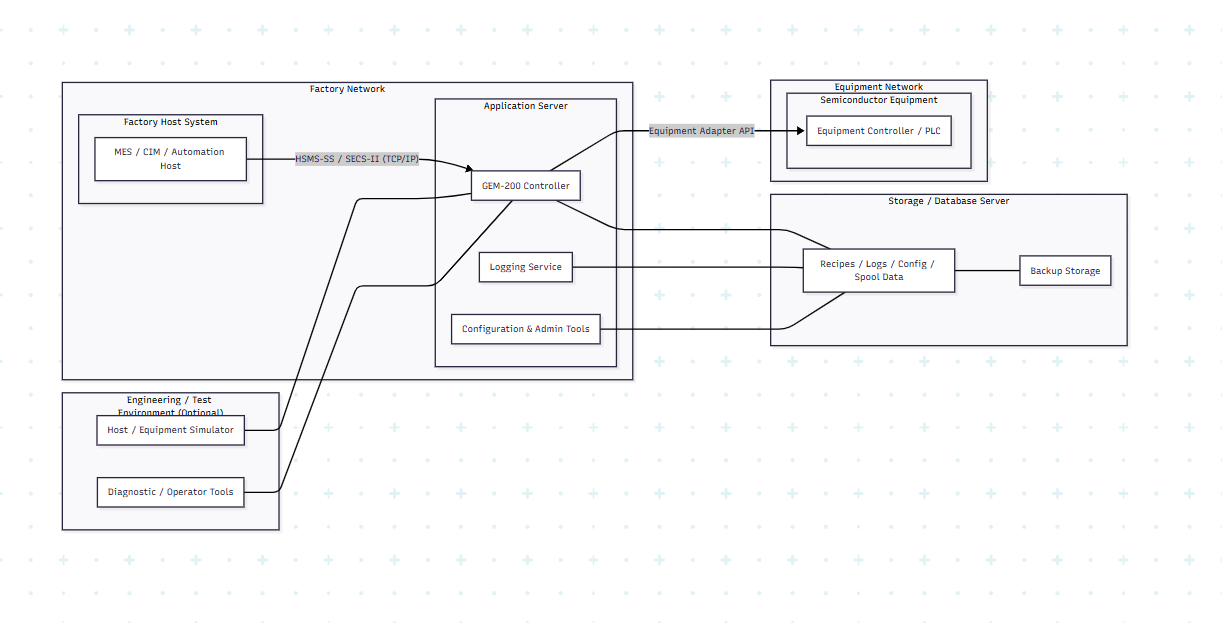 Factory Network
Application Server
Factory Host System
MES / CIM / Automation
Host
HSMS-SS / SECS-II (TCP/IP)
GEM-200 Controller
Logging Service
Configuration & Admin Tools
Equipment Adapter API
Equipment Network
Semiconductor Equipment
Equipment Controller / PLC
Storage / Database Server
Recipes / Logs / Config /
Spool Data
Backup Storage
Engineering / Test
Environment (Optional)
Host / Equipment Simulator
Diagnostic / Operator Tools